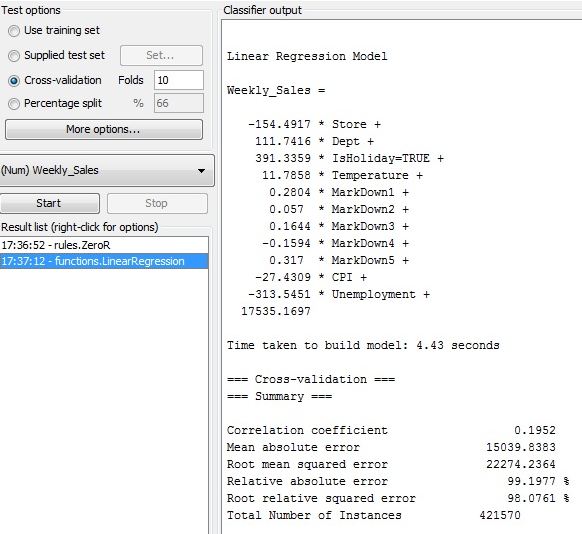 Test options
Use training set
Supplied test set Set...
Cross-validation Folds 10
Percentage split % 66
More options...
(Num) Weekly_Sales
Start Stop
Result list (right-click for options)
17:36:52 - rules.ZeroR
17:37:12 - functions.LinearRegression
Classifier output
Linear Regression Model
Weekly_Sales =
-154.4917 * Store +
111.7416 * Dept +
391.3359 * IsHoliday=TRUE +
11.7858 * Temperature +
0.2804 * MarkDown1 +
0.057 * MarkDown2 +
0.1644 * MarkDown3 +
-0.1594 * MarkDown4 +
0.317 * MarkDown5 +
-27.4309 * CPI +
-313.5451 * Unemployment +
17535.1697
Time taken to build model: 4.43 seconds
=== Cross-validation ===
=== Summary ===
Correlation coefficient 0.1952
Mean absolute error 15039.8383
Root mean squared error 22274.2364
Relative absolute error 99.1977 %
Root relative squared error 98.0761 %
Total Number of Instances 421570